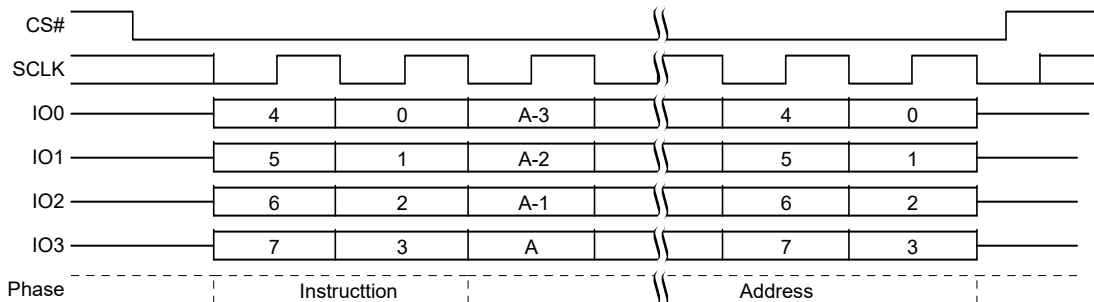 CS#
SCLK
IO0 4 0 A-3 4 0
IO1 5 1 A-2 5 1
IO2 6 2 A-1 6 2
IO3 7 3 A 7 3
Phase Instructtion Address